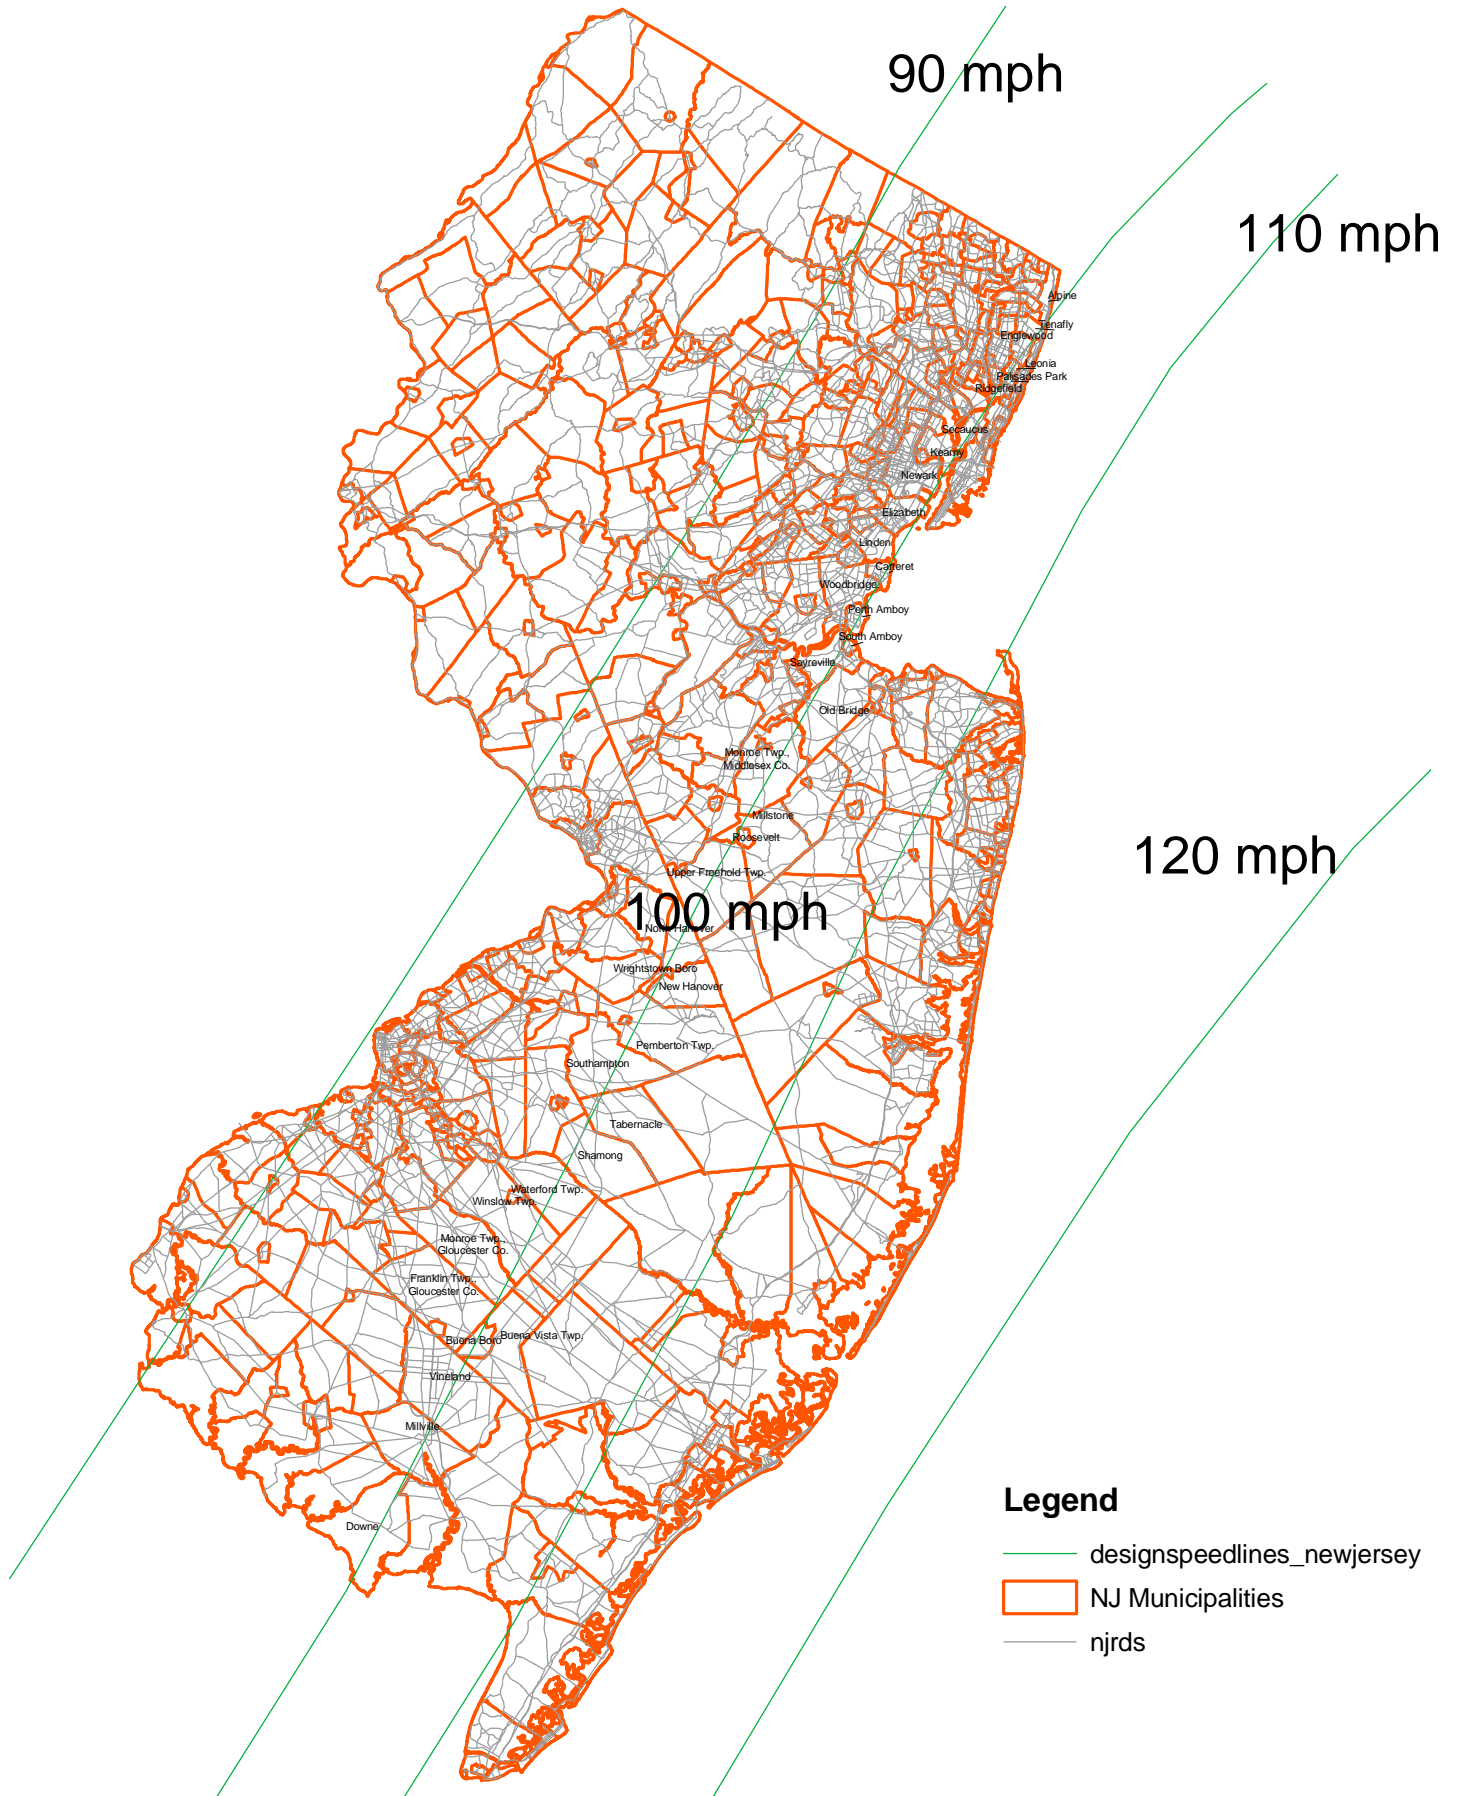 90 mph
110 mph
Alpine
Tenafly
Englewood
Leonia
Palisades Park
Ridgefield
Secaucus
Kearny
Newark
Elizabeth
Linden
Carteret
Woodbridge
Perth Amboy
South Amboy
Sayreville
Old Bridge
Monroe Twp.,
Middlesex Co.
Millstone
Roosevelt
120 mph
Upper Freehold Twp.
100 mph
North Hanover
Wrightstown Boro
New Hanover
Pemberton Twp.
Southampton
Tabernacle
Shamong
Waterford Twp.
Winslow Twp.
Monroe Twp.,
Gloucester Co.
Franklin Twp.,
Gloucester Co.
Buena Boro
Buena Vista Twp.
Vineland
Millville
Downe
Legend
designspeedlines_newjersey
NJ Municipalities
njrds